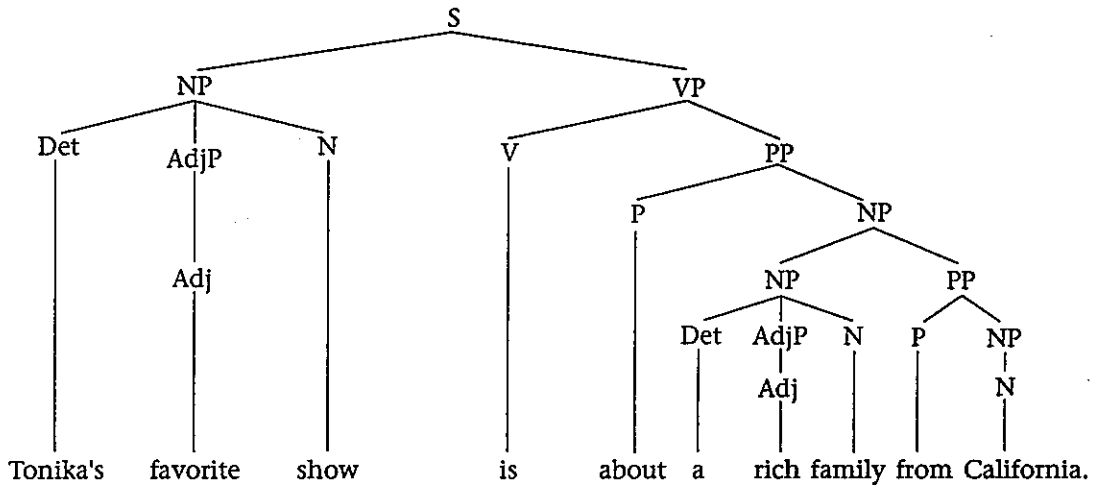 S
NP VP
Det AdjP N V PP
P NP
Adj NP PP
Det AdjP N P NP
Adj N
Tonika's favorite show is about a rich family from California.